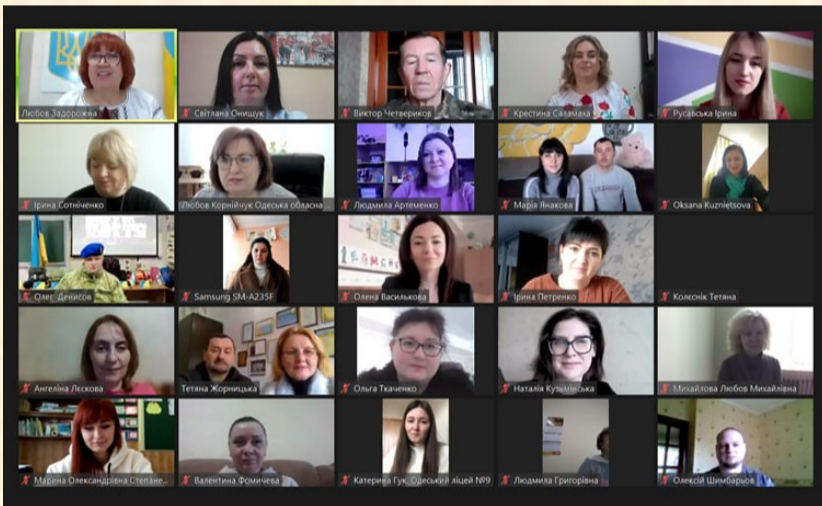 Любов Задорожна
Світлана Онищук
Виктор Четвериков
Крестина Саламаха
Русавська Ірина
Ірина Сотніченко
Любов Корнійчук Одеська обласна ...
Людмила Артеменко
Марія Янакова
Oksana Kuznietsova
Олег Денисов
Samsung SM-A235F
Олена Василькова
Ірина Петренко
Колєснік Тетяна
Ангеліна Лєскова
Тетяна Жорницька
Ольга Ткаченко
Наталія Кузьмінська
Михайлова Любов Михайлівна
Марина Олександрівна Степане...
Валентина Фомичева
Катерина Гук. Одеський ліцей №9
Людмила Григорівна
Олексій Шимбарьов